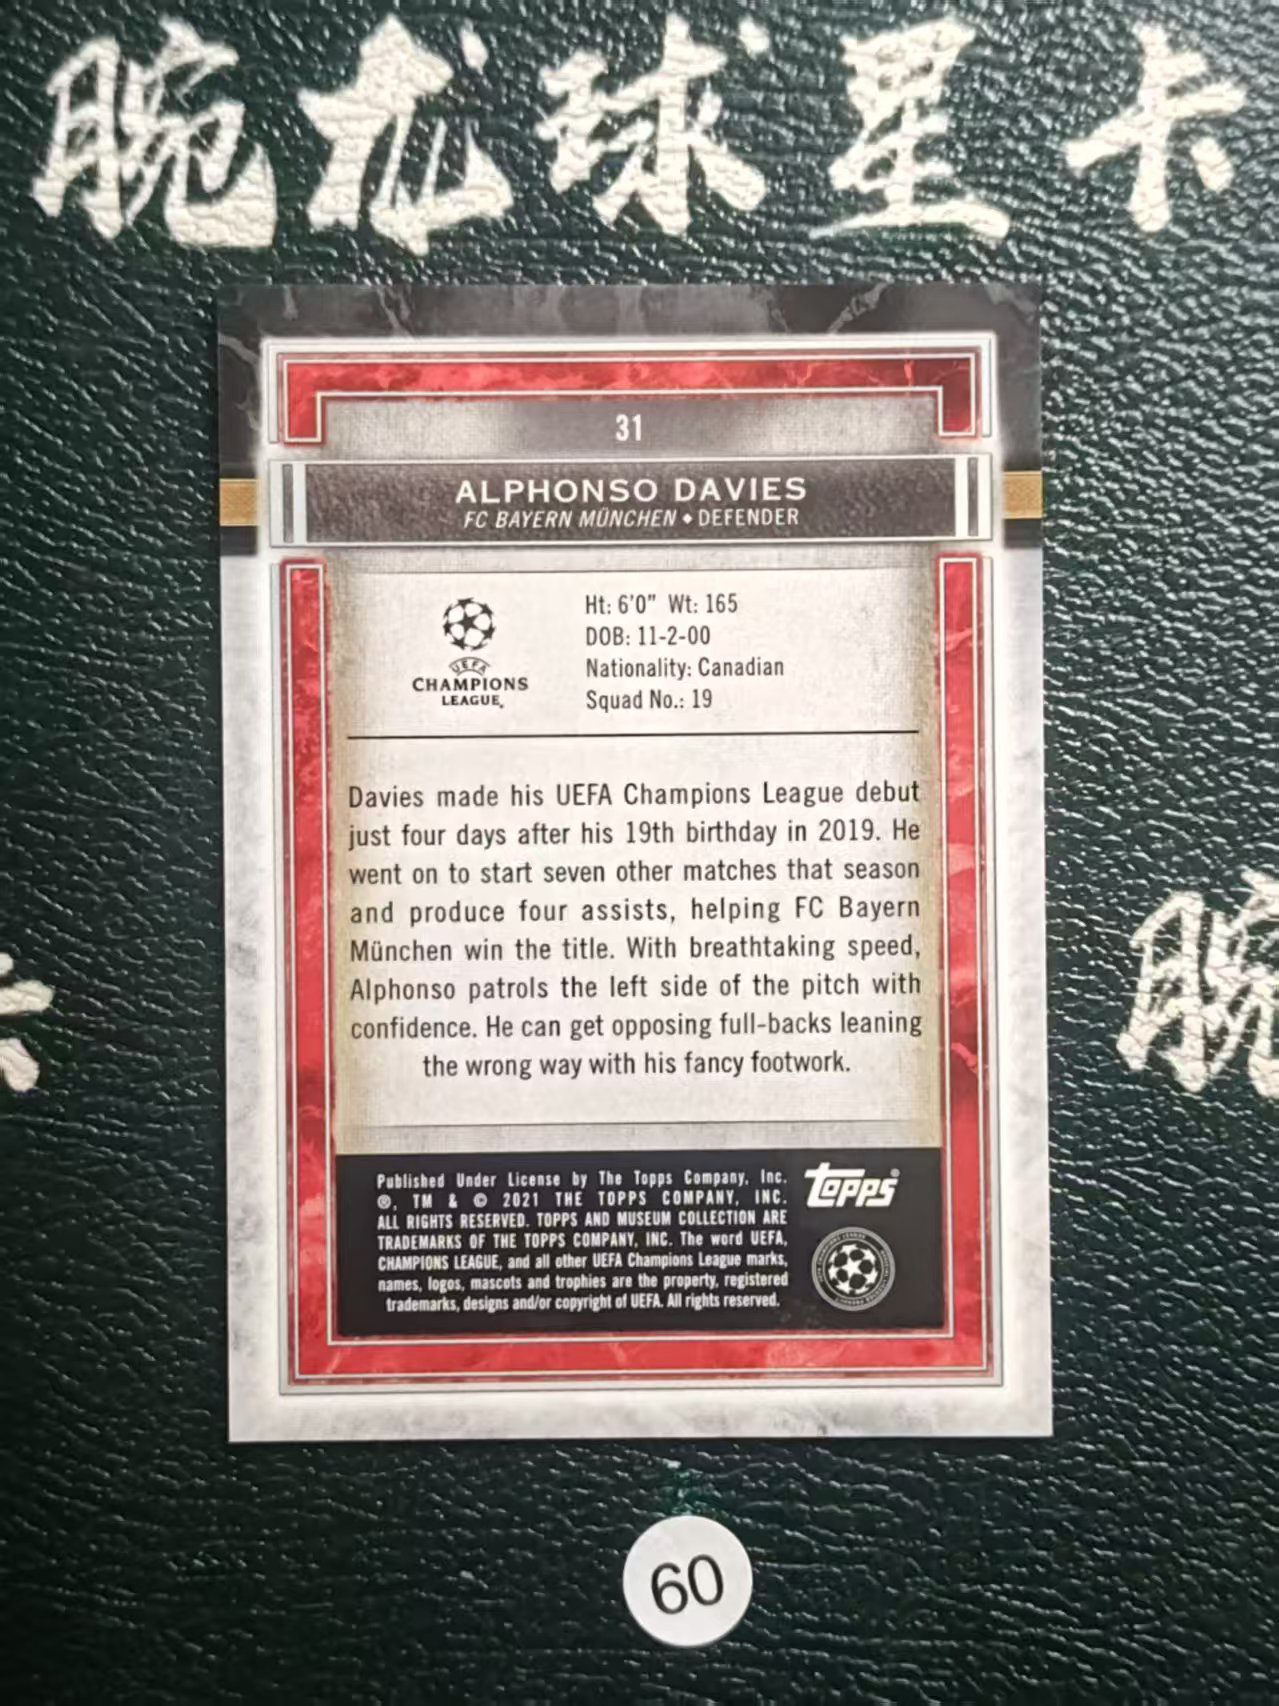 腕龙球星卡
31
ALPHONSO DAVIES
FC BAYERN MÜNCHEN ◆ DEFENDER
Ht: 6'0" Wt: 165
DOB: 11-2-00
Nationality: Canadian
Squad No.: 19
UEFA
CHAMPIONS
LEAGUE
Davies made his UEFA Champions League debut
just four days after his 19th birthday in 2019. He
went on to start seven other matches that season
and produce four assists, helping FC Bayern
München win the title. With breathtaking speed,
Alphonso patrols the left side of the pitch with
confidence. He can get opposing full-backs leaning
the wrong way with his fancy footwork.
Published Under License by The Topps Company, Inc.
®, TM & © 2021 THE TOPPS COMPANY, INC.
ALL RIGHTS RESERVED. TOPPS AND MUSEUM COLLECTION ARE
TRADEMARKS OF THE TOPPS COMPANY, INC. The word UEFA,
CHAMPIONS LEAGUE, and all other UEFA Champions League marks,
names, logos, mascots and trophies are the property, registered
trademarks, designs and/or copyright of UEFA. All rights reserved.
Topps®
卡
腕
60